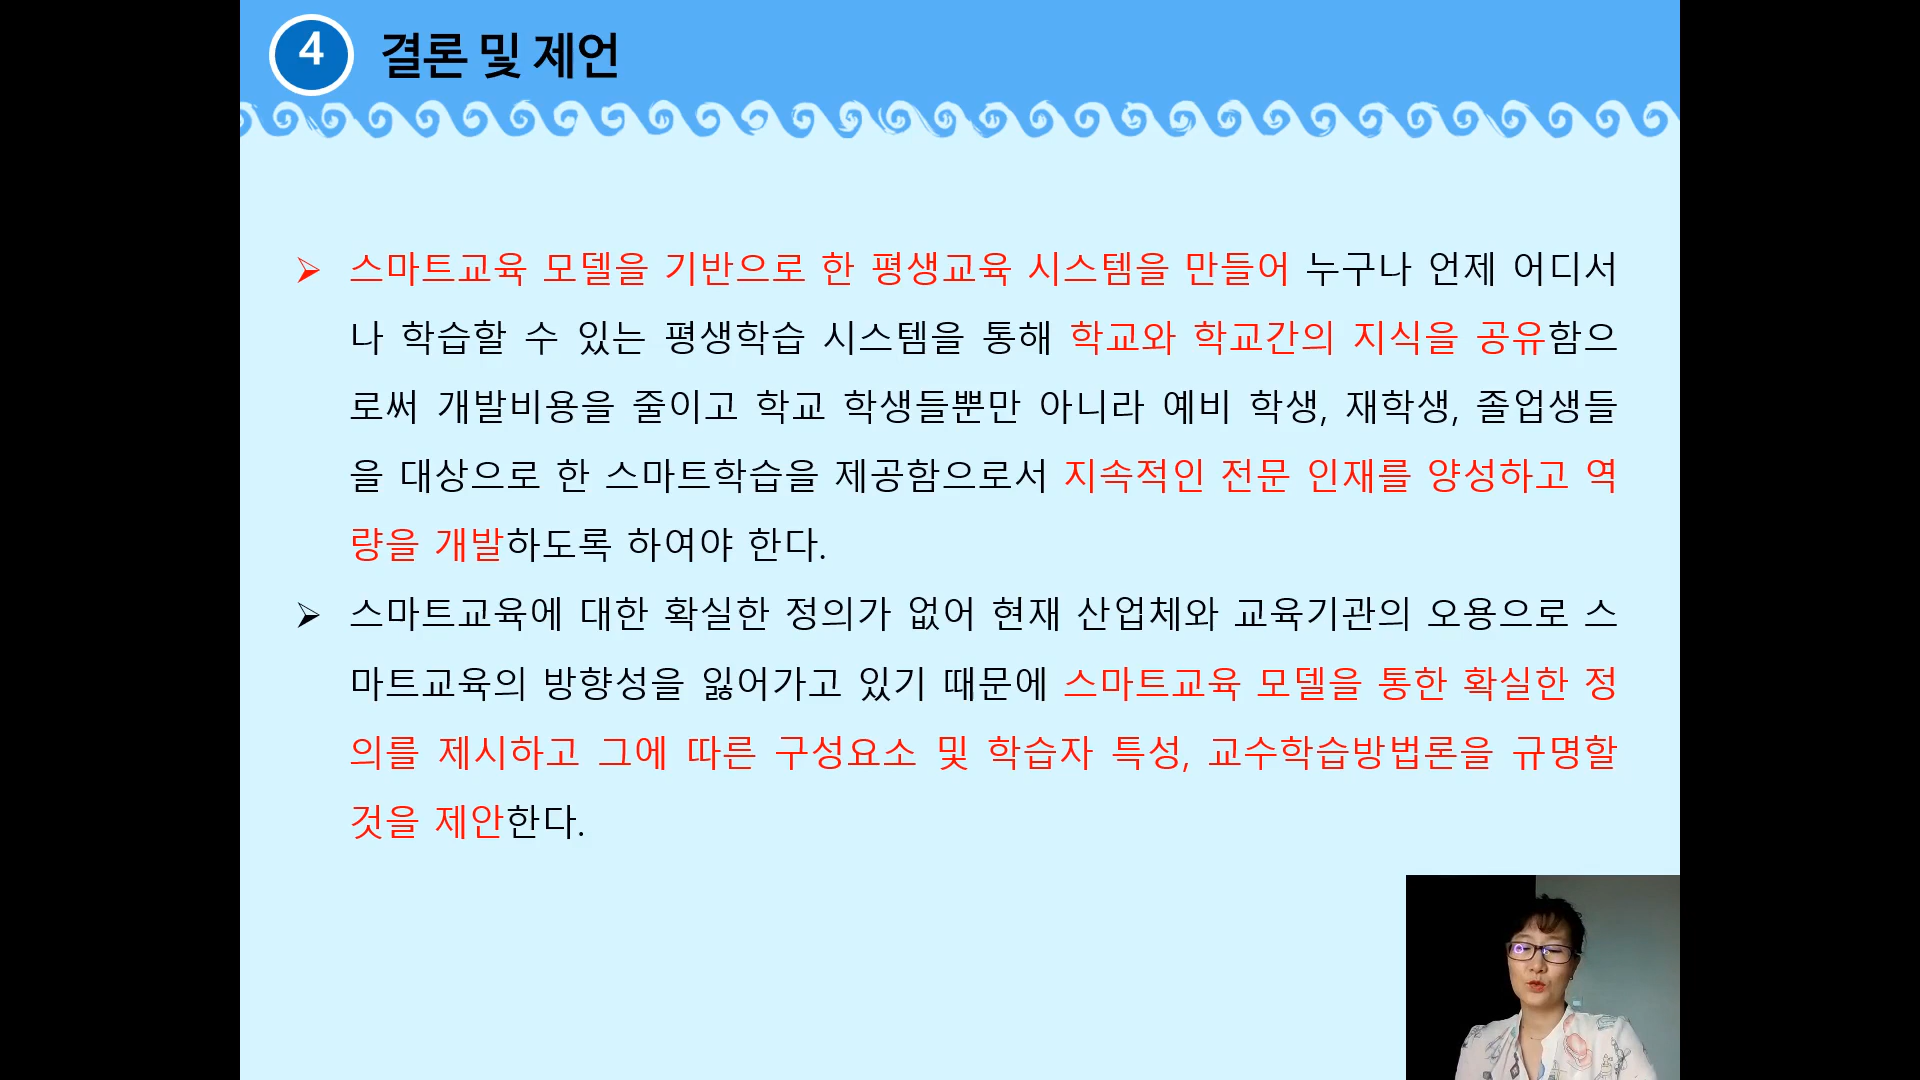 4 결론 및 제언
스마트교육 모델을 기반으로 한 평생교육 시스템을 만들어 누구나 언제 어디서
나 학습할 수 있는 평생학습 시스템을 통해 학교와 학교간의 지식을 공유함으
로써 개발비용을 줄이고 학교 학생들뿐만 아니라 예비 학생, 재학생, 졸업생들
을 대상으로 한 스마트학습을 제공함으로서 지속적인 전문 인재를 양성하고 역
량을 개발하도록 하여야 한다.
스마트교육에 대한 확실한 정의가 없어 현재 산업체와 교육기관의 오용으로 스
마트교육의 방향성을 잃어가고 있기 때문에 스마트교육 모델을 통한 확실한 정
의를 제시하고 그에 따른 구성요소 및 학습자 특성, 교수학습방법론을 규명할
것을 제안한다.